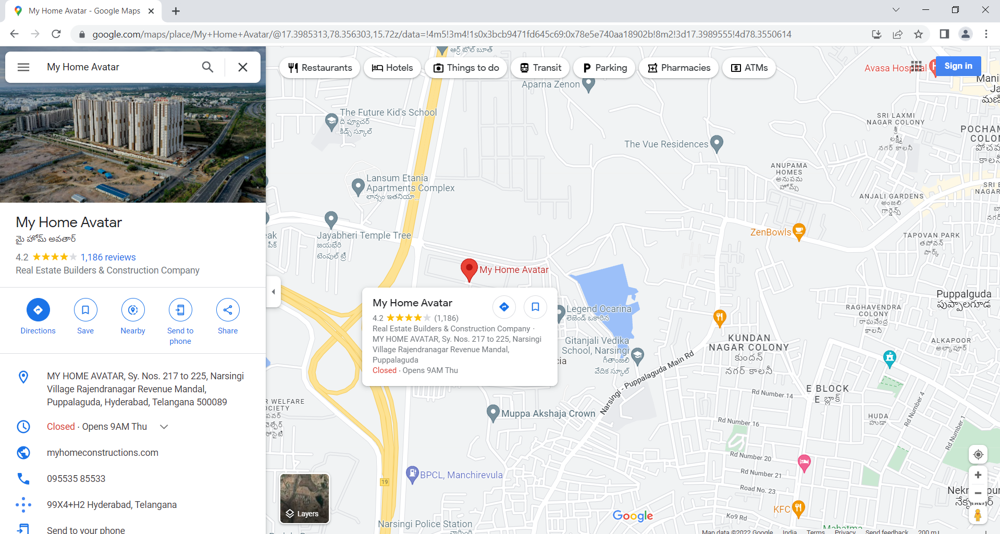 My Home Avatar - Google Maps
google.com/maps/place/My+Home+Avatar/@17.3985313,78.356303,15.72z/data=!4m5!3m4!1s0x3bcb9471fd645c69:0x78e5e740aa18902b!8m2!3d17.3989555!4d78.3550614
My Home Avatar
Restaurants
Hotels
Things to do
Transit
Parking
Pharmacies
ATMs
Sign in
My Home Avatar
మై హోమ్ అవతార్
4.2 1,186 reviews
Real Estate Builders & Construction Company
Directions
Save
Nearby
Send to
phone
Share
MY HOME AVATAR, Sy. Nos. 217 to 225, Narsingi
Village Rajendranagar Revenue Mandal,
Puppalaguda, Hyderabad, Telangana 500089
Closed · Opens 9AM Thu
myhomeconstructions.com
095535 85533
99X4+H2 Hyderabad, Telangana
Send to your phone
ఆర్ర్ టోల్ బూత్
Aparna Zenon
Avasa Hospital
The Future Kid's School
ది ఫ్యూచర్
కిడ్స్ స్కూల్
The Vue Residences
SRI LAXMI
NAGAR COLONY
శ్రీ
లక్ష్మీ
నగర్ కాలనీ
ANUPAMA
HOMES
అనుపమ
హోమ్స్
Lansum Etania
Apartments Complex
లాన్సం ఇతనియా...
ANJALI GARDENS
అంజలి
గార్డెన్స్
Jayabheri Temple Tree
జయభేరి
టెంపుల్ ట్రీ
ZenBowls
TAPOVAN PARK
తపోవన్
పార్క్
My Home Avatar
My Home Avatar
4.2 (1,186)
Real Estate Builders & Construction Company ·
MY HOME AVATAR, Sy. Nos. 217 to 225, Narsingi
Village Rajendranagar Revenue Mandal,
Puppalaguda
Closed · Opens 9AM Thu
Legend Ocarina
లెజెండ్ ఒకారిన
Gitanjali Vedika
School, Narsingi
గీతాంజలి
వేదిక స్కూల్
Narsingi - Puppalaguda Main Rd
Puppalaguda
పుప్పాలగూడ
RAGHAVENDRA
COLONY
రాఘవేంద్ర
కాలనీ
KUNDAN
NAGAR COLONY
కుందన్
నగర్ కాలనీ
ALKAPOOR
అల్కాపూర్
E BLOCK
E బ్లాక్
Rd Number 14
HUDA
హుడా
Rd Number 4
Rd Number 1
Rd Number 16
Muppa Akshaja Crown
Rd Number 20
Rd Number 21
Road No. 23
BPCL, Manchirevula
19
KFC
Ko9 Rd
Layers
Narsingi Police Station
Google
Mahatma
Map data ©2022 Google India Terms Privacy Send feedback 200 m